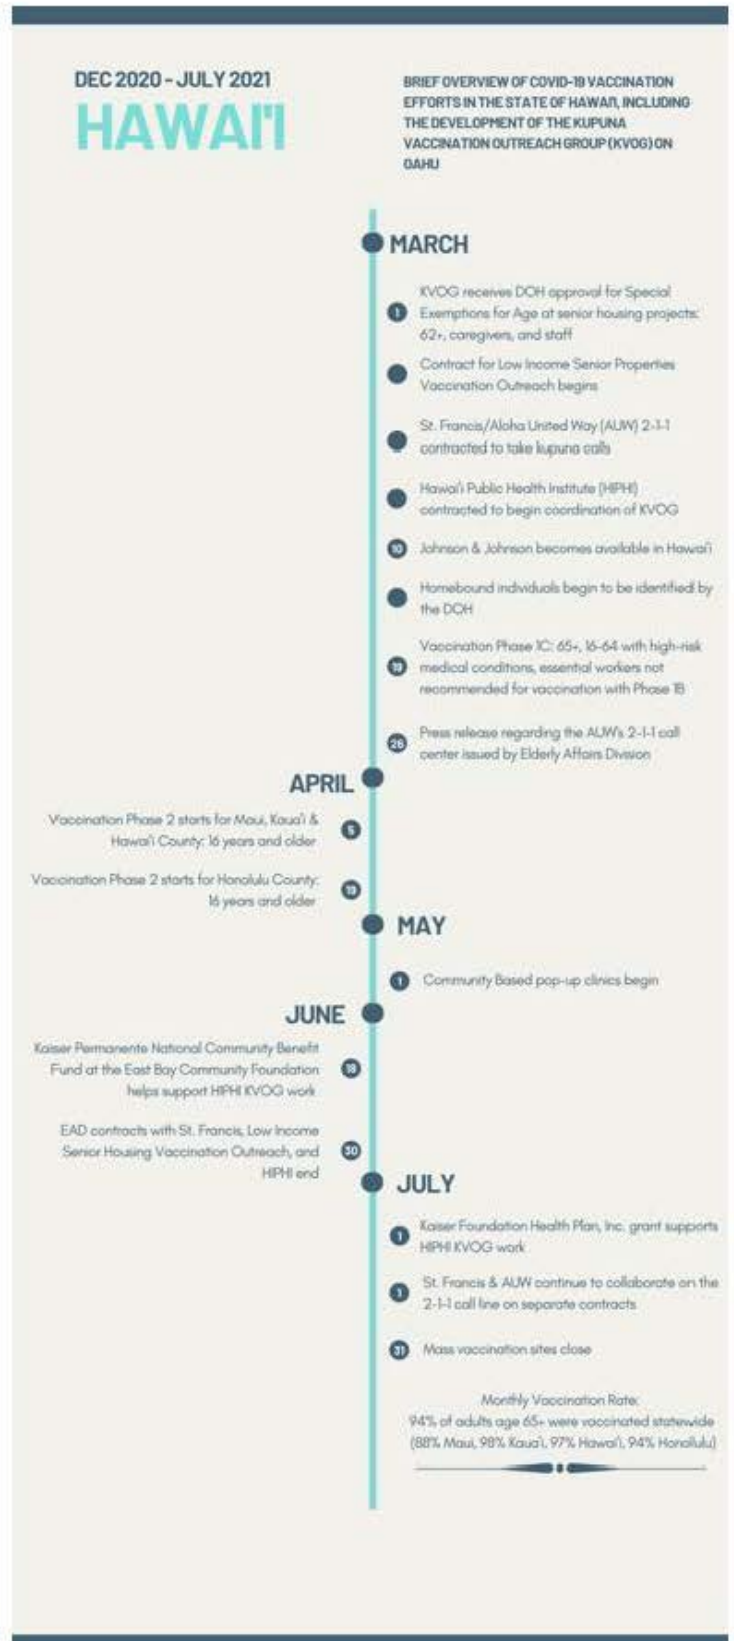 DEC 2020 - JULY 2021
HAWAI'I
BRIEF OVERVIEW OF COVID-19 VACCINATION
EFFORTS IN THE STATE OF HAWAI'I, INCLUDING
THE DEVELOPMENT OF THE KUPUNA
VACCINATION OUTREACH GROUP (KVOG) ON
OAHU
MARCH
1
KVOG receives DOH approval for Special
Exemptions for Age at senior housing projects:
62+, caregivers, and staff
Contract for Low Income Senior Properties
Vaccination Outreach begins
St. Francis/Aloha United Way (AUW) 2-1-1
contracted to take kupuna calls
Hawai'i Public Health Institute (HIPHI)
contracted to begin coordination of KVOG
10
Johnson & Johnson becomes available in Hawai'i
Homebound individuals begin to be identified by
the DOH
19
Vaccination Phase 1C: 65+, 16-64 with high-risk
medical conditions, essential workers not
recommended for vaccination with Phase 1B
26
Press release regarding the AUW's 2-1-1 call
center issued by Elderly Affairs Division
APRIL
5
Vaccination Phase 2 starts for Maui, Kaua'i &
Hawai'i County: 16 years and older
19
Vaccination Phase 2 starts for Honolulu County:
16 years and older
MAY
1
Community Based pop-up clinics begin
JUNE
18
Kaiser Permanente National Community Benefit
Fund at the East Bay Community Foundation
helps support HIPHI KVOG work
30
EAD contracts with St. Francis, Low Income
Senior Housing Vaccination Outreach, and
HIPHI end
JULY
1
Kaiser Foundation Health Plan, Inc. grant supports
HIPHI KVOG work
1
St. Francis & AUW continue to collaborate on the
2-1-1 call line on separate contracts
31
Mass vaccination sites close
Monthly Vaccination Rate:
94% of adults age 65+ were vaccinated statewide
(88% Maui, 98% Kaua'i, 97% Hawai'i, 94% Honolulu)